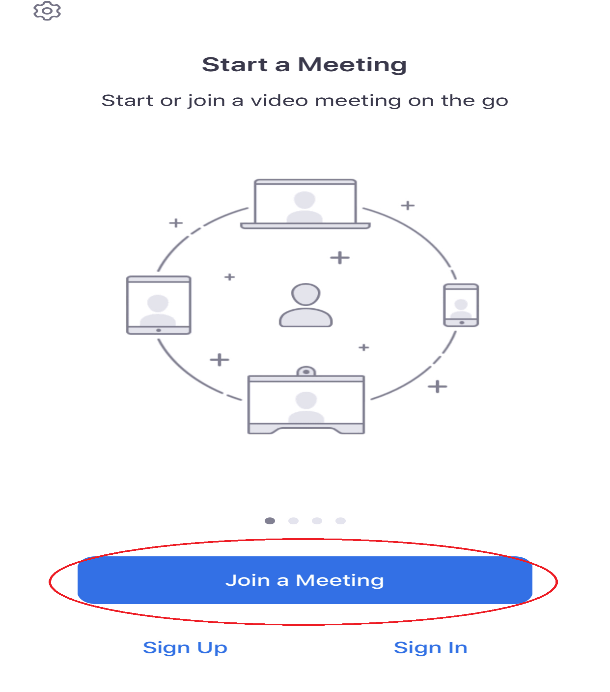 Start a Meeting
Start or join a video meeting on the go
Join a Meeting
Sign Up
Sign In